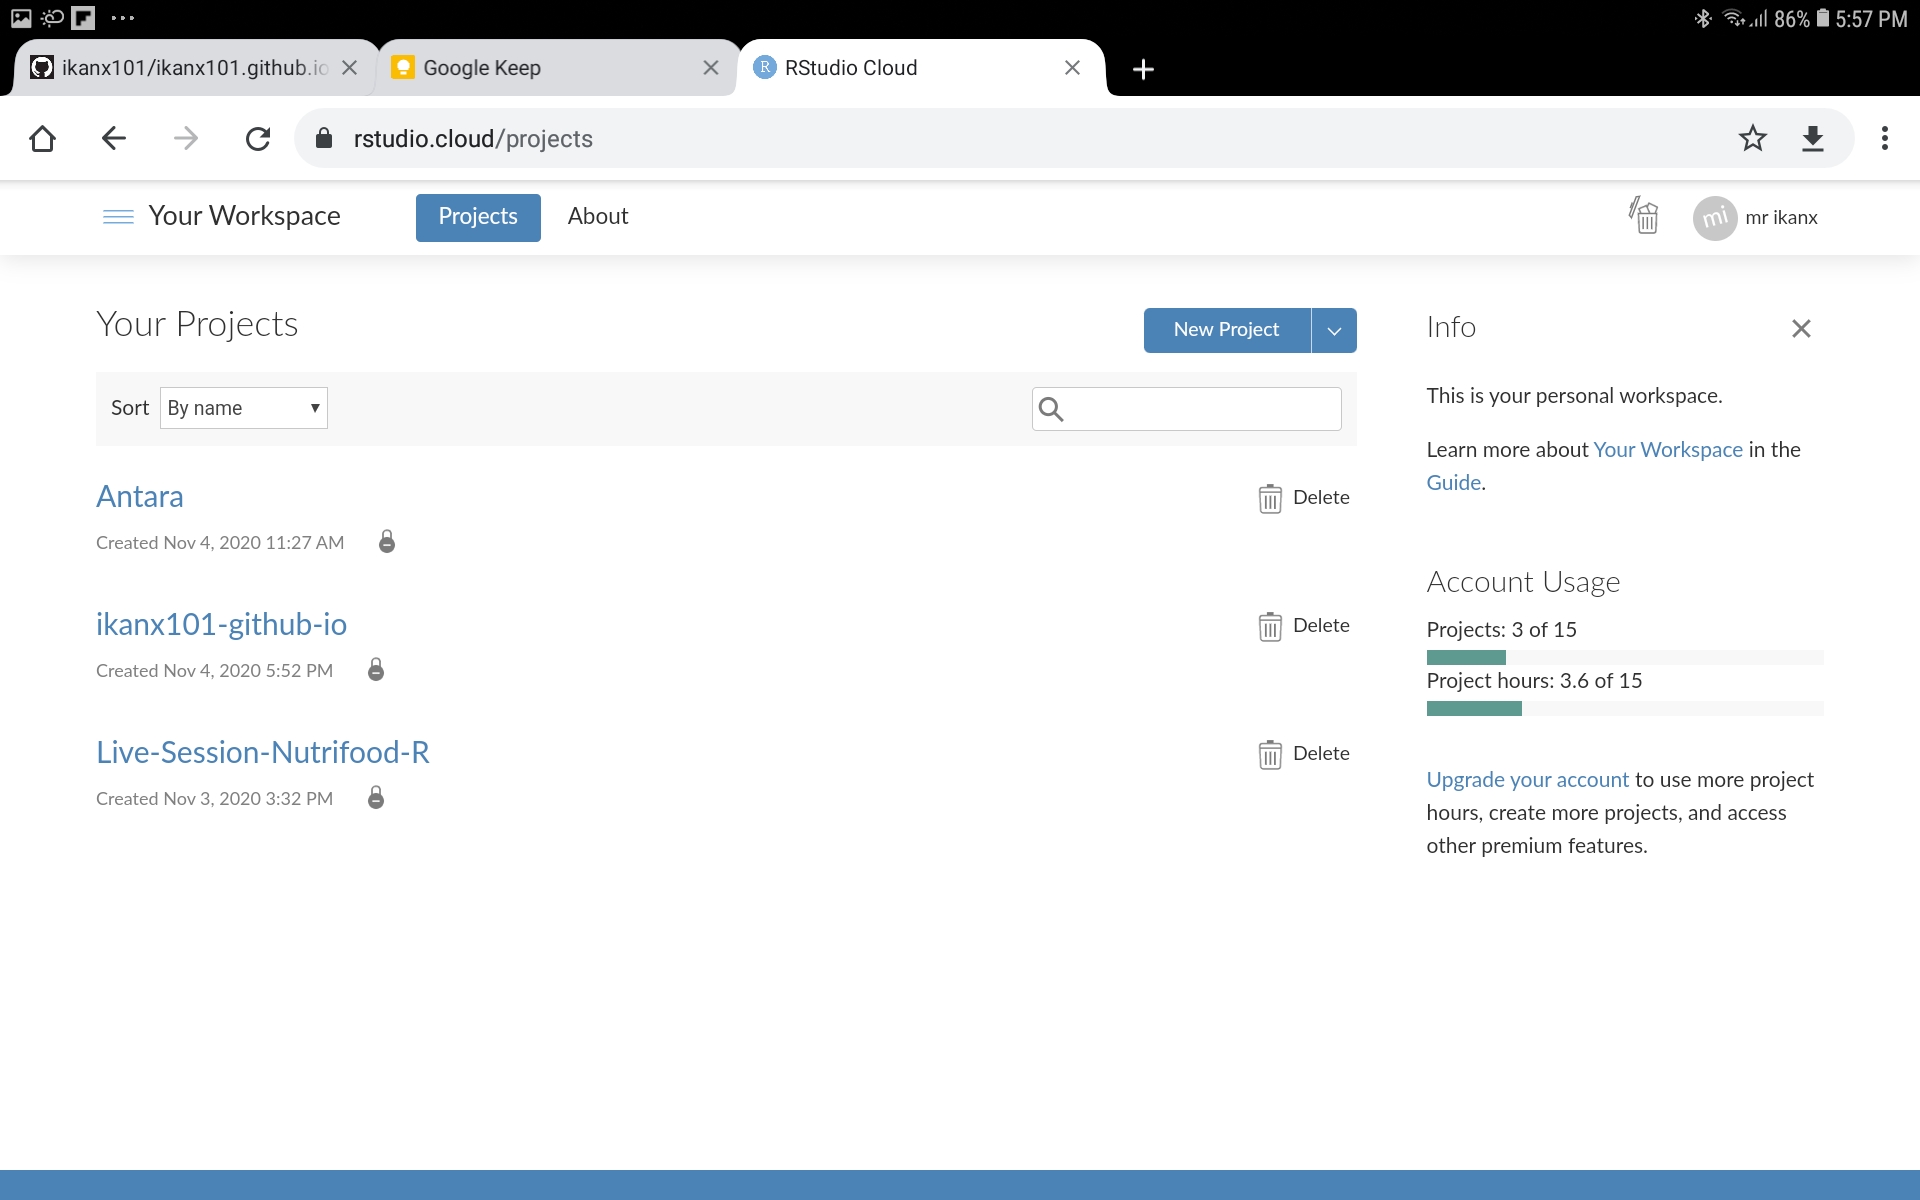 86% 5:57 PM
ikanx101/ikanx101.github.io
Google Keep
RStudio Cloud
rstudio.cloud/projects
Your Workspace
Projects
About
mi
mr ikanx
Your Projects
New Project
Sort
By name
Antara
Delete
Created Nov 4, 2020 11:27 AM
ikanx101-github-io
Delete
Created Nov 4, 2020 5:52 PM
Live-Session-Nutrifood-R
Delete
Created Nov 3, 2020 3:32 PM
Info
This is your personal workspace.
Learn more about Your Workspace in the
Guide.
Account Usage
Projects: 3 of 15
Project hours: 3.6 of 15
Upgrade your account to use more project
hours, create more projects, and access
other premium features.